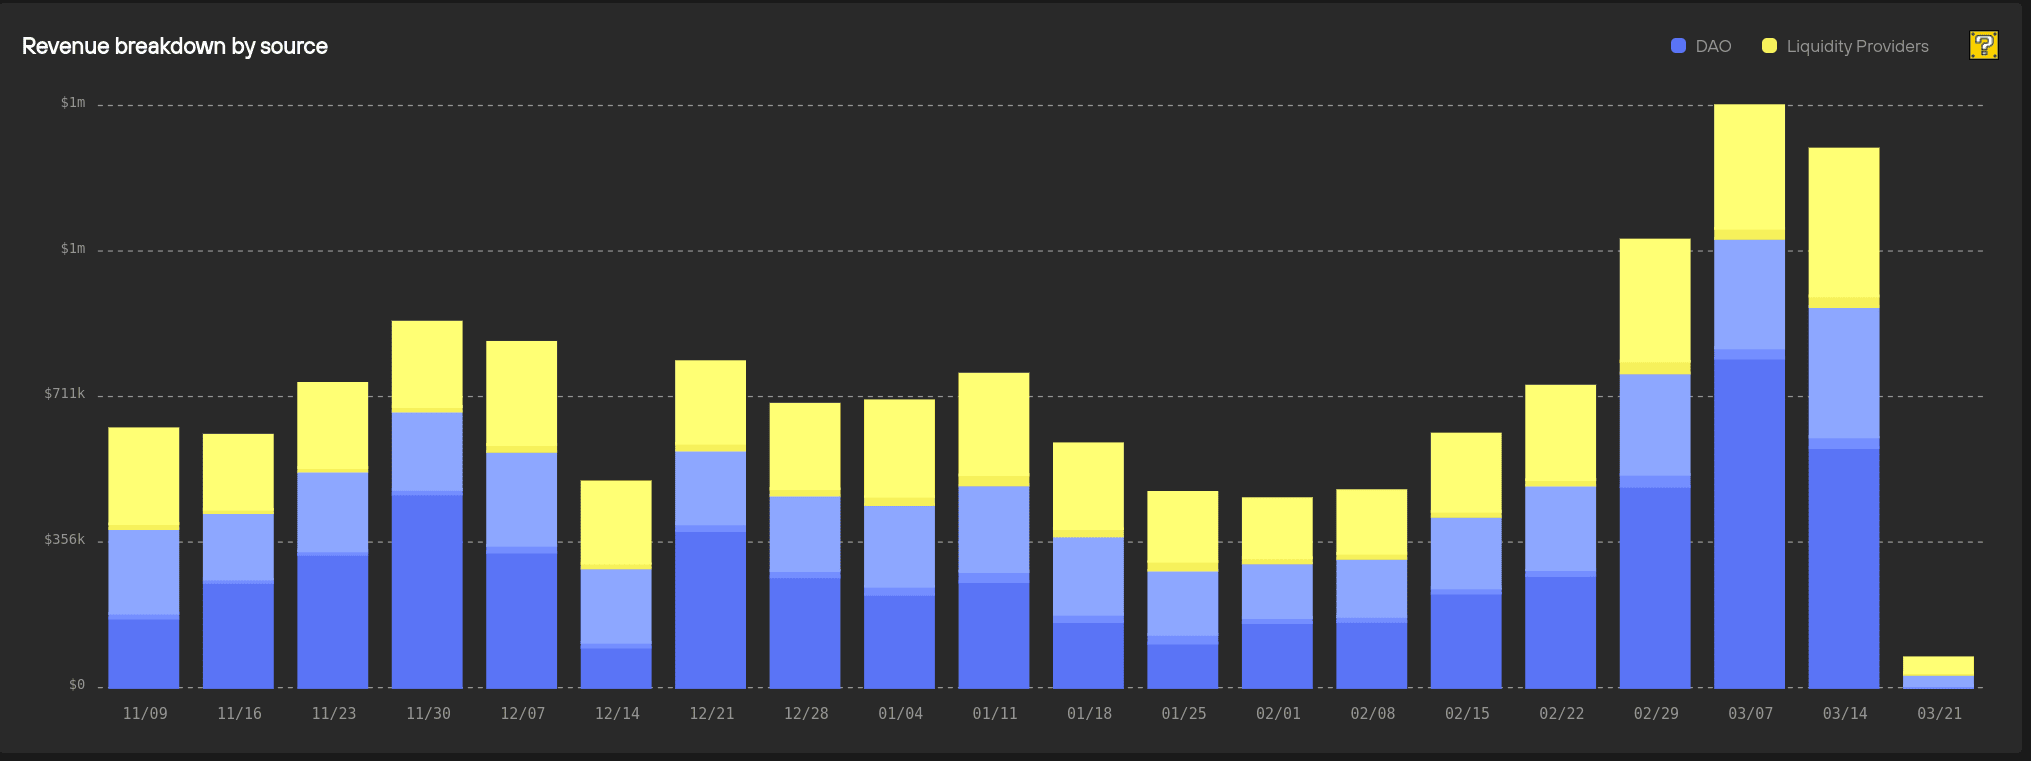 Revenue breakdown by source
DAO
Liquidity Providers
?
$1m
$1m
$711k
$356k
$0
11/09 11/16 11/23 11/30 12/07 12/14 12/21 12/28 01/04 01/11 01/18 01/25 02/01 02/08 02/15 02/22 02/29 03/07 03/14 03/21